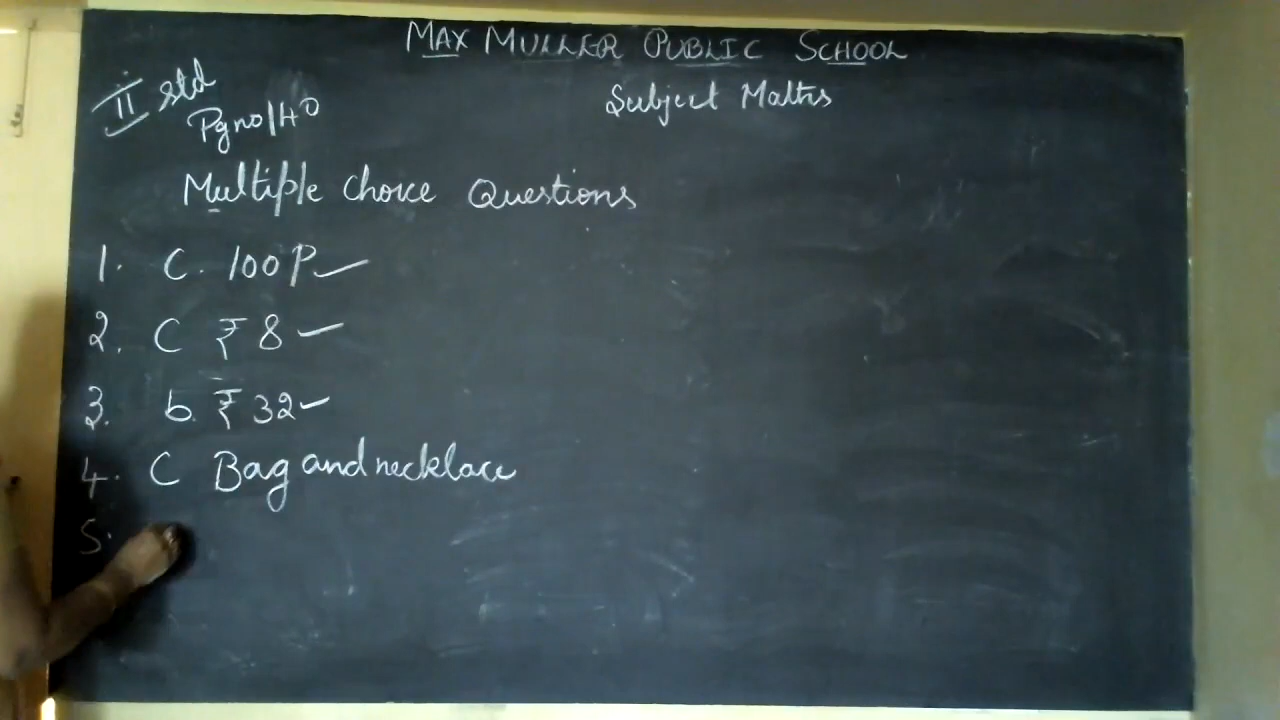 MAX MULLER PUBLIC SCHOOL
II std
Subject Maths
Pg no 140
Multiple choice Questions
1. C. 100 P
2. C ₹ 8
3. b. ₹ 32
4. C Bag and necklace
5.